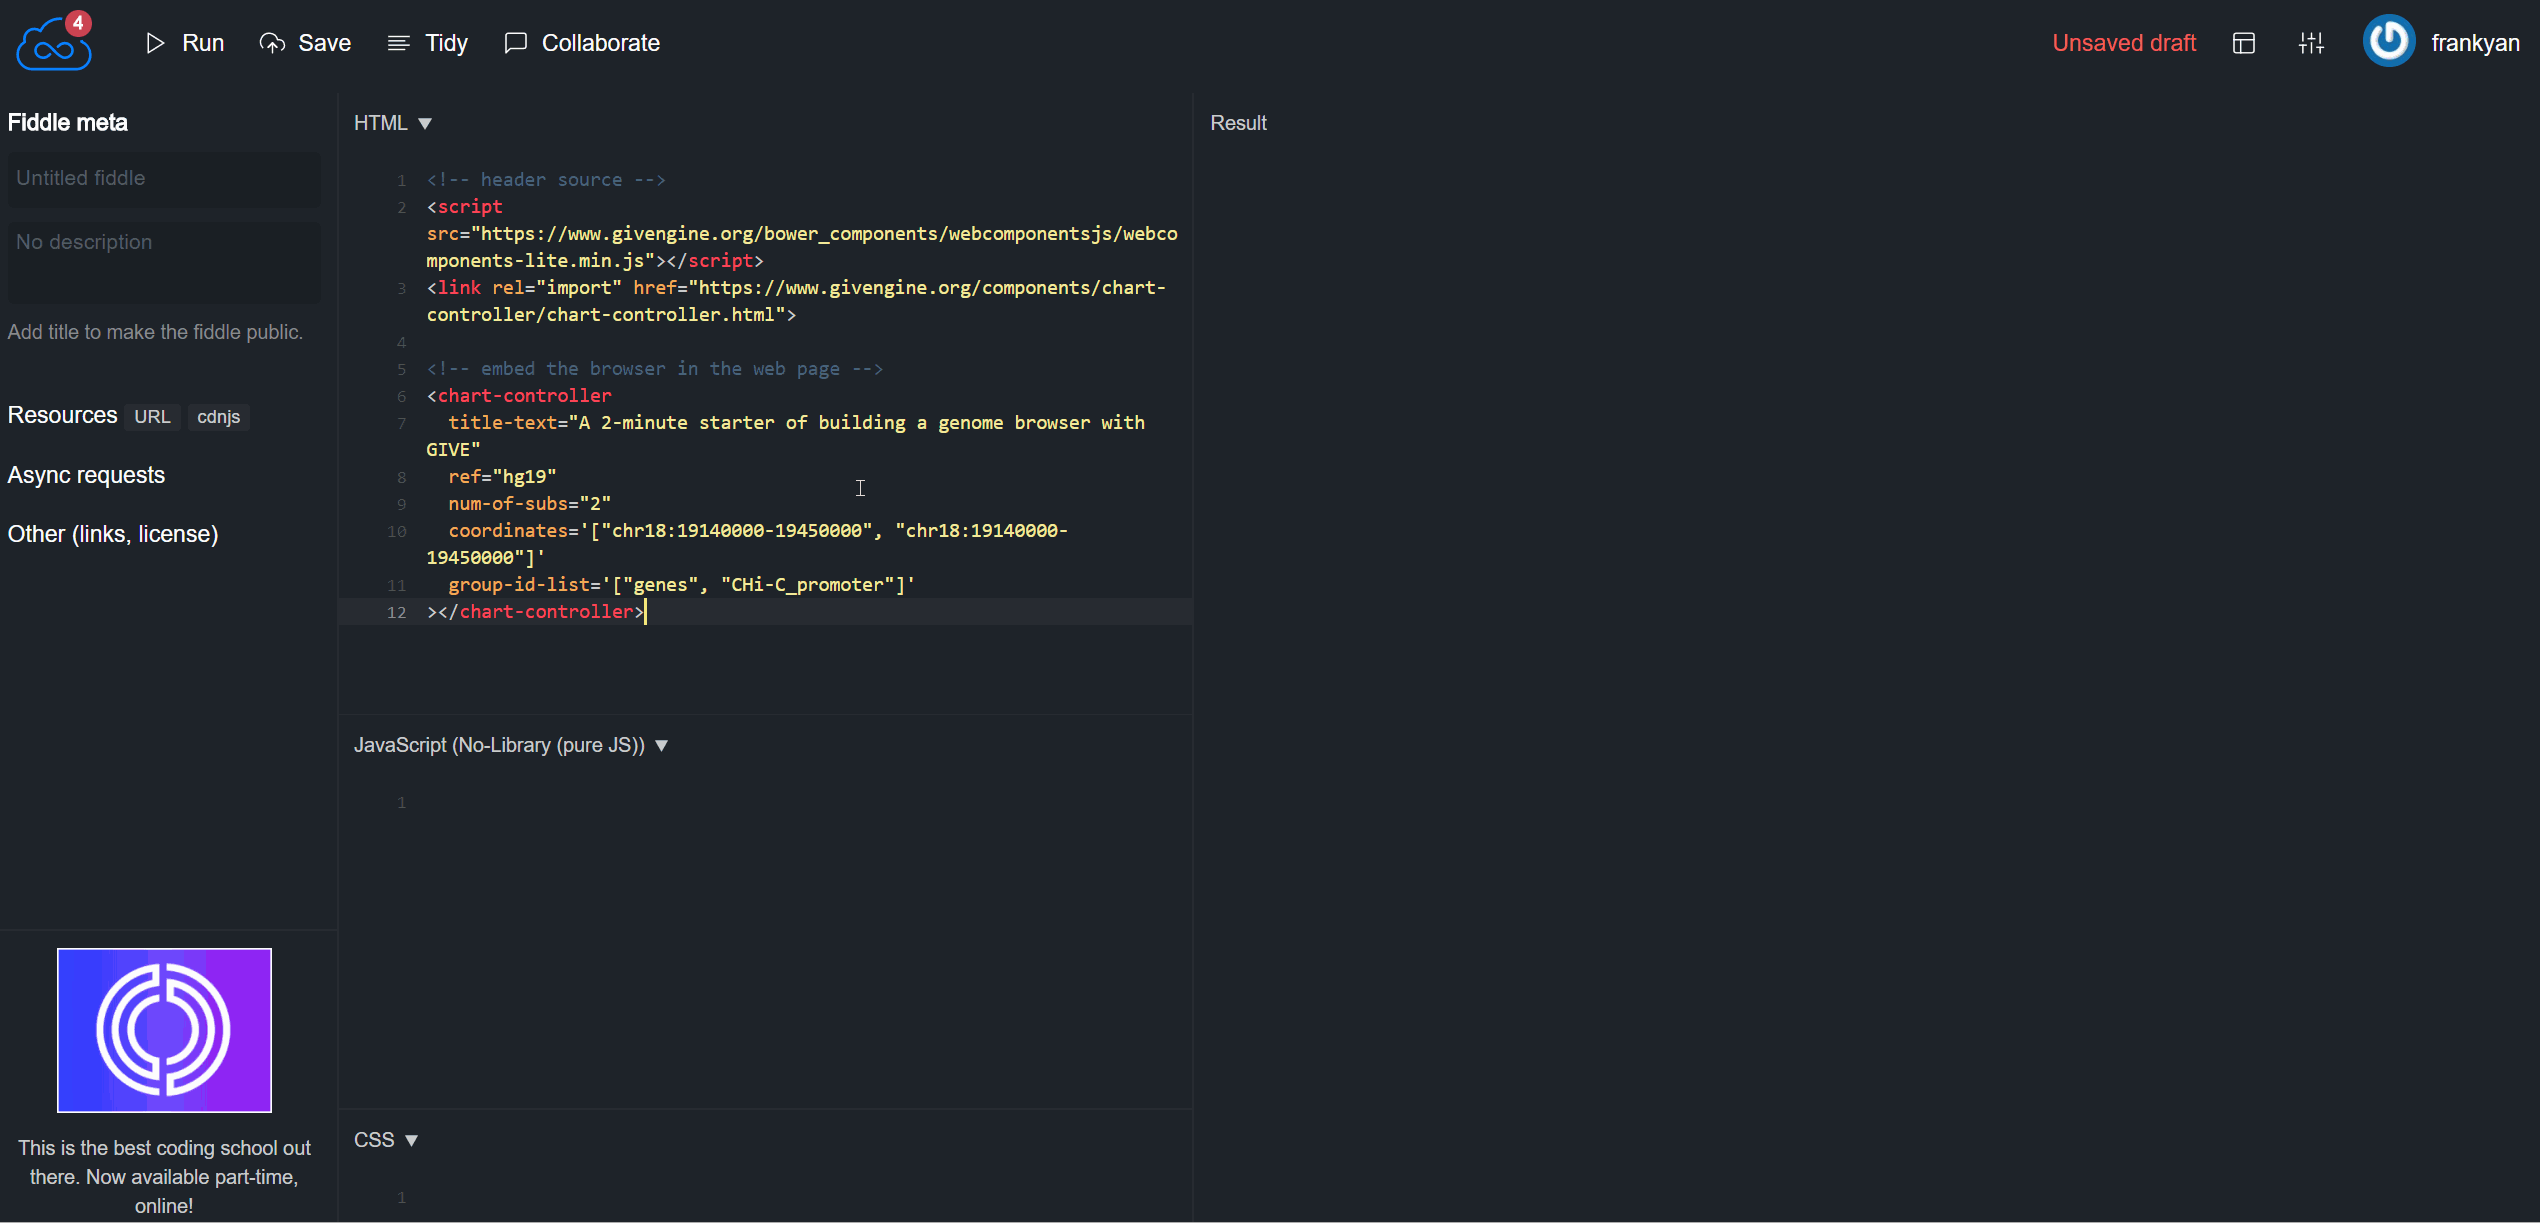 4
Run
Save
Tidy
Collaborate
Unsaved draft
frankyan
Fiddle meta
Untitled fiddle
No description
Add title to make the fiddle public.
Resources URL cdnjs
Async requests
Other (links, license)
This is the best coding school out
there. Now available part-time,
online!
HTML ▼
1 <!-- header source -->
2 <script
src="https://www.givengine.org/bower_components/webcomponentsjs/webco
mponents-lite.min.js"></script>
3 <link rel="import" href="https://www.givengine.org/components/chart-
controller/chart-controller.html">
4
5 <!-- embed the browser in the web page -->
6 <chart-controller
7 title-text="A 2-minute starter of building a genome browser with
GIVE"
8 ref="hg19"
9 num-of-subs="2"
10 coordinates='["chr18:19140000-19450000", "chr18:19140000-
19450000"]'
11 group-id-list='["genes", "CHi-C_promoter"]'
12 ></chart-controller>
JavaScript (No-Library (pure JS)) ▼
1
CSS ▼
1
Result